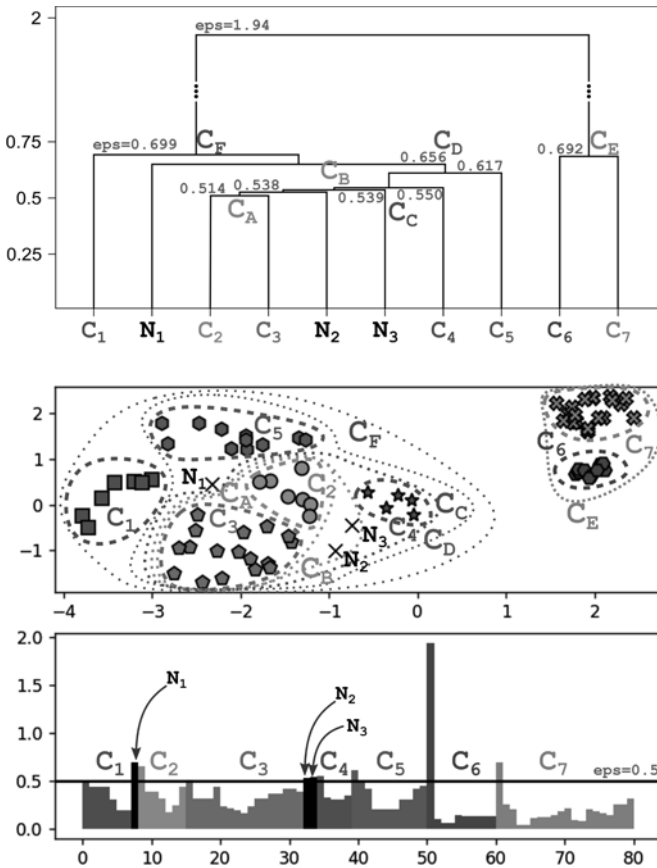 2
eps=1.94
0.75
eps=0.699
C_F
C_D
0.692
C_E
0.656
C_B
0.617
0.5
0.514
0.538
0.539
0.550
C_A
C_C
0.25
C_1 N_1 C_2 C_3 N_2 N_3 C_4 C_5 C_6 C_7
2
C_5
C_F
C_6
C_7
1
N_1
C_A
C_2
0
C_1
C_3
C_4
C_C
C_E
N_3
C_D
-1
N_2
C_B
-4 -3 -2 -1 0 1 2
2.0
N_1
1.5
N_2
1.0
N_3
C_1 C_2 C_3 C_4 C_5 C_6 C_7
0.5
eps=0.5
0.0
0 10 20 30 40 50 60 70 80